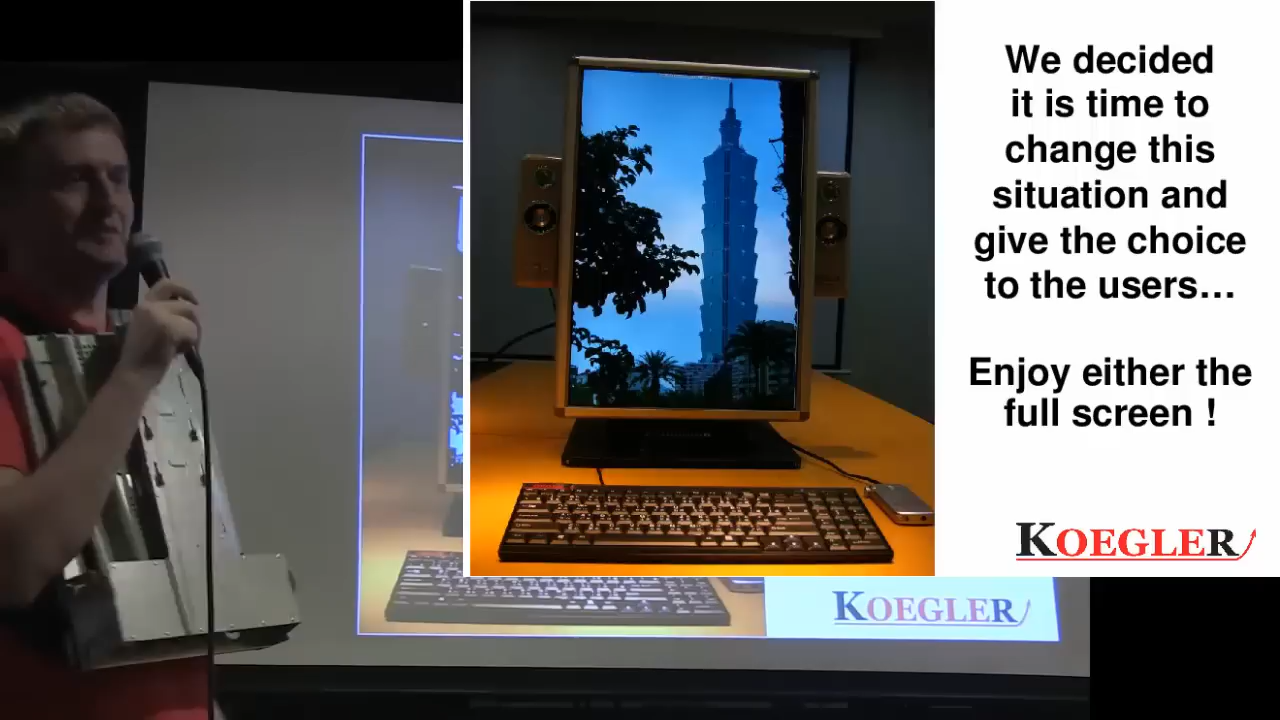 We decided
it is time to
change this
situation and
give the choice
to the users...
Enjoy either the
full screen !
KOEGLER
KOEGLER